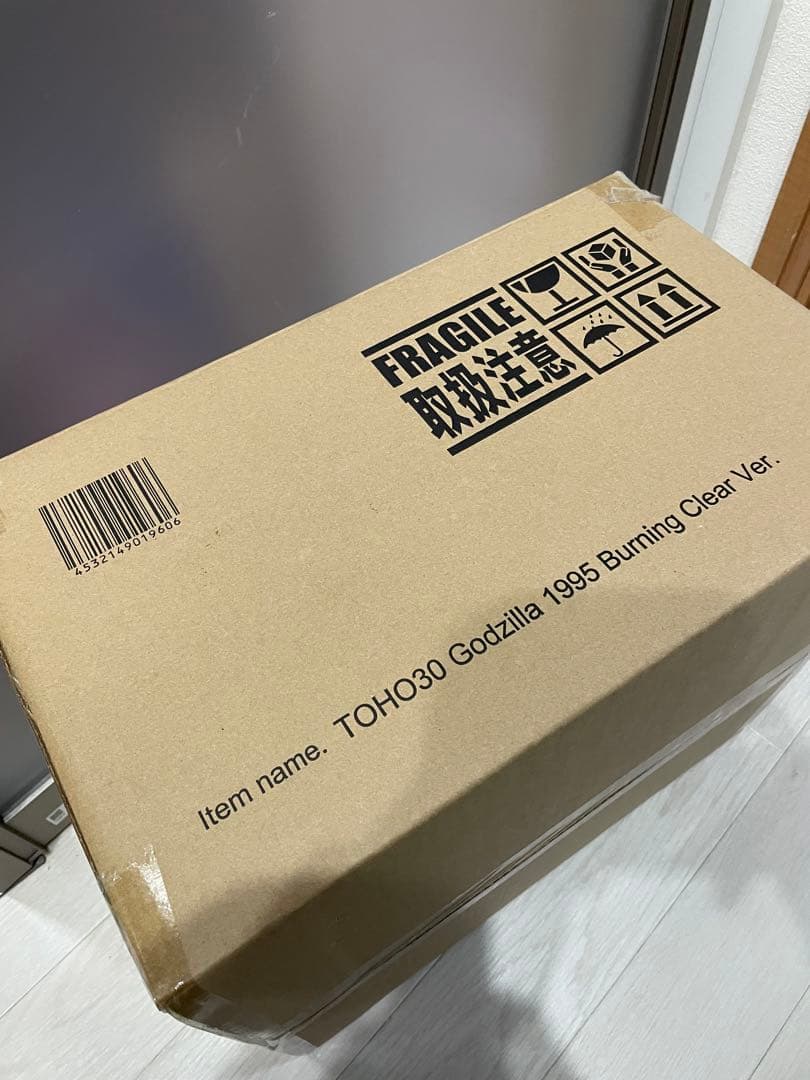 FRAGILE
取扱注意
4532149019606
Item name. TOHO30 Godzilla 1995 Burning Clear Ver.